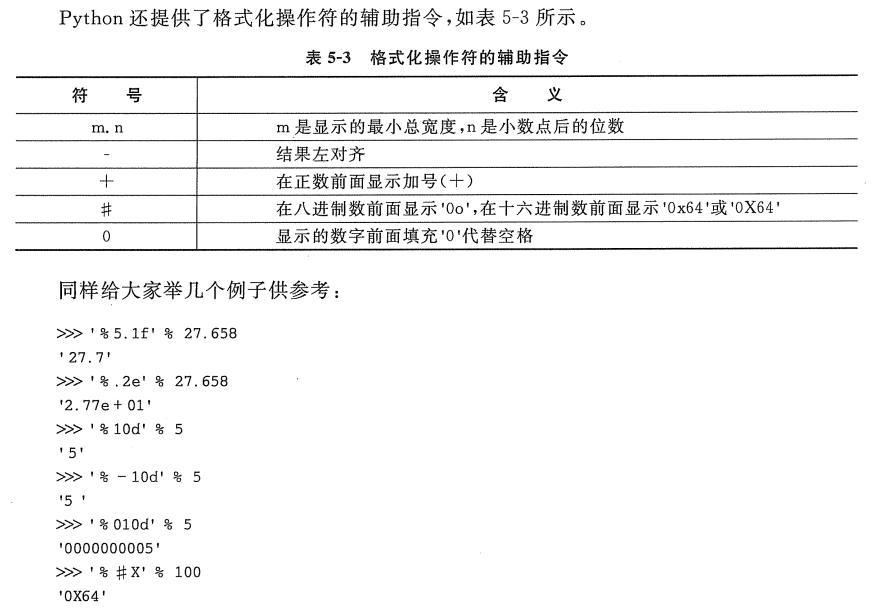 Python 还提供了格式化操作符的辅助指令,如表 5-3 所示。
表 5-3 格式化操作符的辅助指令
符 号 含 义
m.n m 是显示的最小总宽度,n 是小数点后的位数
- 结果左对齐
+ 在正数前面显示加号(+)
# 在八进制数前面显示'0o',在十六进制数前面显示'0x64'或'0X64'
0 显示的数字前面填充'0'代替空格
同样给大家举几个例子供参考:
>>> '%5.1f' % 27.658
'27.7'
>>> '%.2e' % 27.658
'2.77e+01'
>>> '%10d' % 5
'5'
>>> '%-10d' % 5
'5 '
>>> '%010d' % 5
'0000000005'
>>> '%#X' % 100
'0X64'